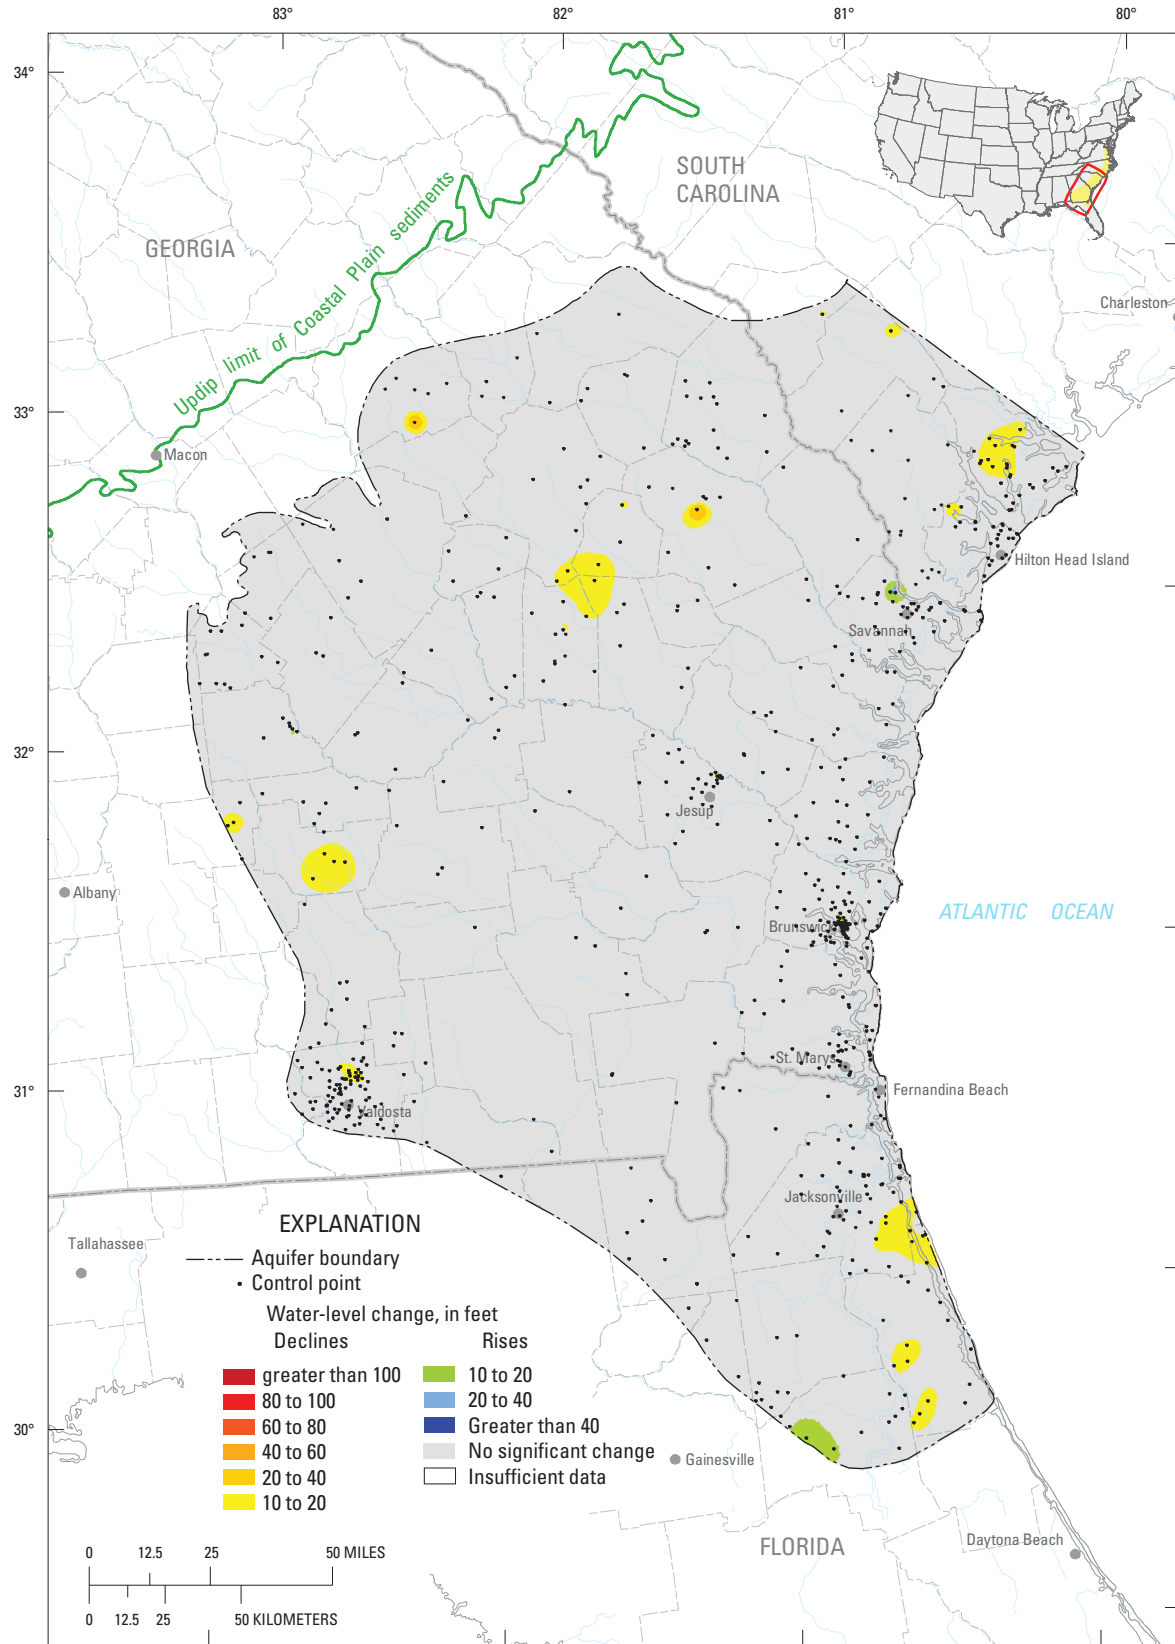 83°
82°
81°
80°
34°
SOUTH
CAROLINA
GEORGIA
Updip limit of Coastal Plain sediments
Charleston
33°
Macon
Hilton Head Island
Savannah
32°
Jesup
Albany
ATLANTIC OCEAN
Brunswick
St. Marys
31°
Fernandina Beach
Valdosta
Jacksonville
Tallahassee
EXPLANATION
Aquifer boundary
Control point
Water-level change, in feet
Declines
Rises
greater than 100
10 to 20
80 to 100
20 to 40
60 to 80
Greater than 40
40 to 60
No significant change
20 to 40
Insufficient data
10 to 20
30°
Gainesville
FLORIDA
Daytona Beach
0 12.5 25 50 MILES
0 12.5 25 50 KILOMETERS